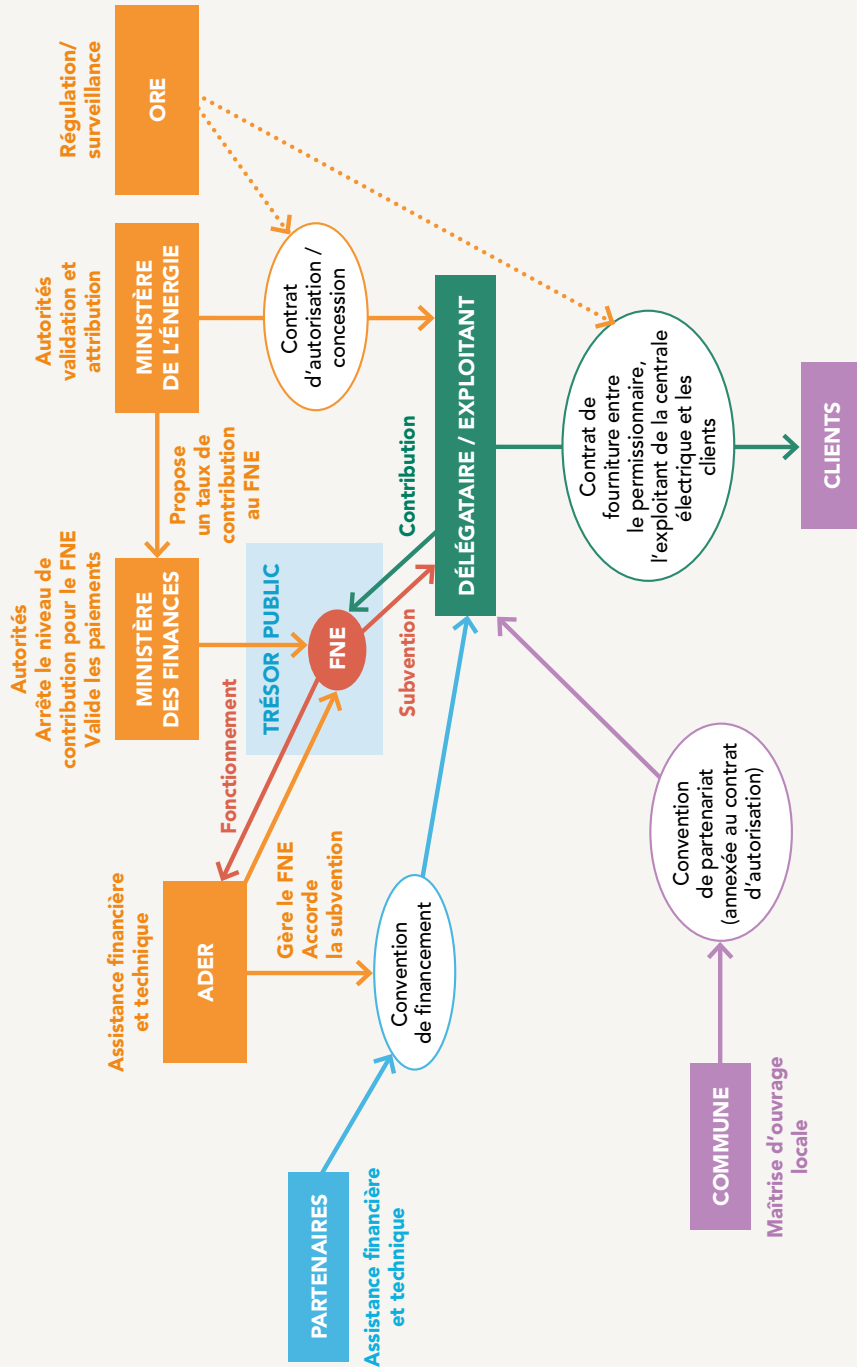 Assistance financière
et technique
PARTENAIRES
Assistance financière
et technique
ADER
Gère le FNE
Accorde
la subvention
Convention
de financement
Fonctionnement
Autorités
Arrête le niveau de
contribution pour le FNE
Valide les paiements
MINISTÈRE
DES FINANCES
TRÉSOR PUBLIC
FNE
Subvention
Contribution
Propose
un taux de
contribution
au FNE
Autorités
validation et
attribution
MINISTÈRE
DE L’ÉNERGIE
Contrat
d’autorisation /
concession
Régulation/
surveillance
ORE
DÉLÉGATAIRE / EXPLOITANT
COMMUNE
Maîtrise d’ouvrage
locale
Convention
de partenariat
(annexée au contrat
d’autorisation)
Contrat de
fourniture entre
le permissionnaire,
l’exploitant de la centrale
électrique et les
clients
CLIENTS